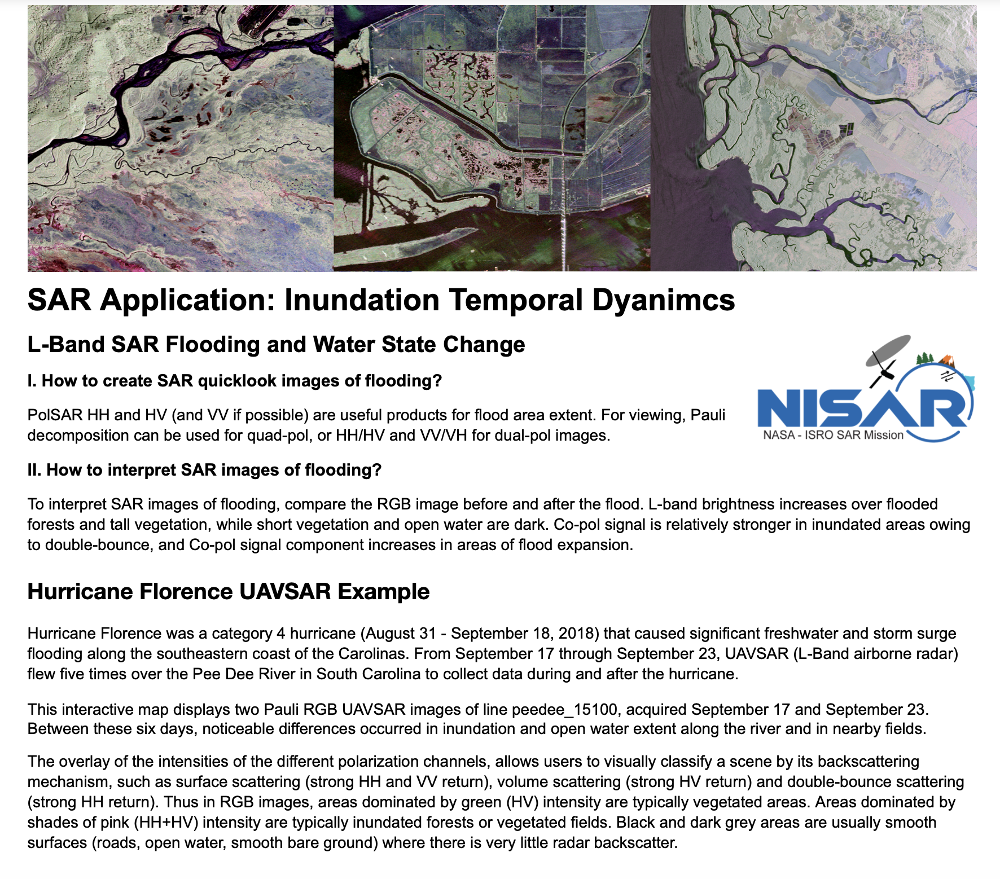 SAR Application: Inundation Temporal Dyanimcs
L-Band SAR Flooding and Water State Change
I. How to create SAR quicklook images of flooding?
PolSAR HH and HV (and VV if possible) are useful products for flood area extent. For viewing, Pauli
decomposition can be used for quad-pol, or HH/HV and VV/VH for dual-pol images.
NISAR
NASA - ISRO SAR Mission
II. How to interpret SAR images of flooding?
To interpret SAR images of flooding, compare the RGB image before and after the flood. L-band brightness increases over flooded
forests and tall vegetation, while short vegetation and open water are dark. Co-pol signal is relatively stronger in inundated areas owing
to double-bounce, and Co-pol signal component increases in areas of flood expansion.
Hurricane Florence UAVSAR Example
Hurricane Florence was a category 4 hurricane (August 31 - September 18, 2018) that caused significant freshwater and storm surge
flooding along the southeastern coast of the Carolinas. From September 17 through September 23, UAVSAR (L-Band airborne radar)
flew five times over the Pee Dee River in South Carolina to collect data during and after the hurricane.
This interactive map displays two Pauli RGB UAVSAR images of line peedee_15100, acquired September 17 and September 23.
Between these six days, noticeable differences occurred in inundation and open water extent along the river and in nearby fields.
The overlay of the intensities of the different polarization channels, allows users to visually classify a scene by its backscattering
mechanism, such as surface scattering (strong HH and VV return), volume scattering (strong HV return) and double-bounce scattering
(strong HH return). Thus in RGB images, areas dominated by green (HV) intensity are typically vegetated areas. Areas dominated by
shades of pink (HH+HV) intensity are typically inundated forests or vegetated fields. Black and dark grey areas are usually smooth
surfaces (roads, open water, smooth bare ground) where there is very little radar backscatter.